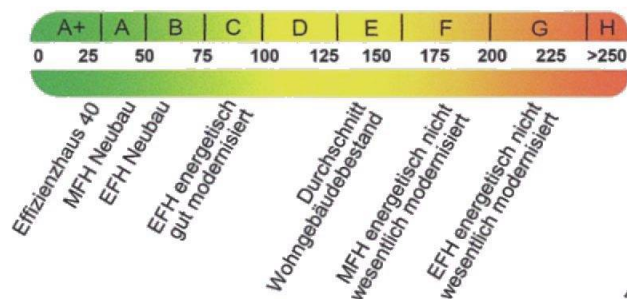 A+ A B C D E F G H
0 25 50 75 100 125 150 175 200 225 >250
Effizienzhaus 40
MFH Neubau
EFH Neubau
EFH energetisch
gut modernisiert
Durchschnitt
Wohngebäudebestand
MFH energetisch nicht
wesentlich modernisiert
EFH energetisch nicht
wesentlich modernisiert